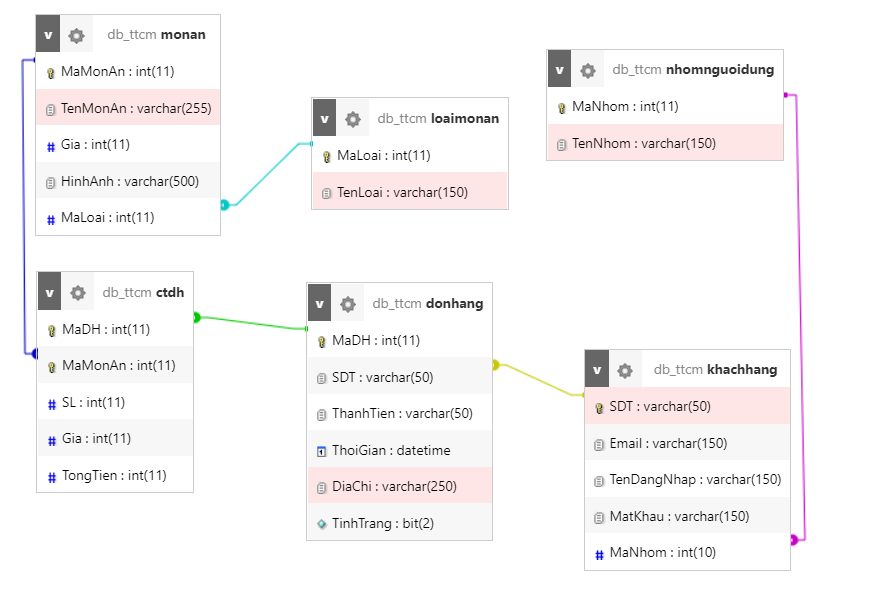 v db_ttcm monan
MaMonAn : int(11)
TenMonAn : varchar(255)
# Gia : int(11)
HinhAnh : varchar(500)
# MaLoai : int(11)
v db_ttcm loaimonan
MaLoai : int(11)
TenLoai : varchar(150)
v db_ttcm nhomnguoidung
MaNhom : int(11)
TenNhom : varchar(150)
v db_ttcm ctdh
MaDH : int(11)
MaMonAn : int(11)
# SL : int(11)
# Gia : int(11)
# TongTien : int(11)
v db_ttcm donhang
MaDH : int(11)
SDT : varchar(50)
ThanhTien : varchar(50)
ThoiGian : datetime
DiaChi : varchar(250)
TinhTrang : bit(2)
v db_ttcm khachhang
SDT : varchar(50)
Email : varchar(150)
TenDangNhap : varchar(150)
MatKhau : varchar(150)
# MaNhom : int(10)